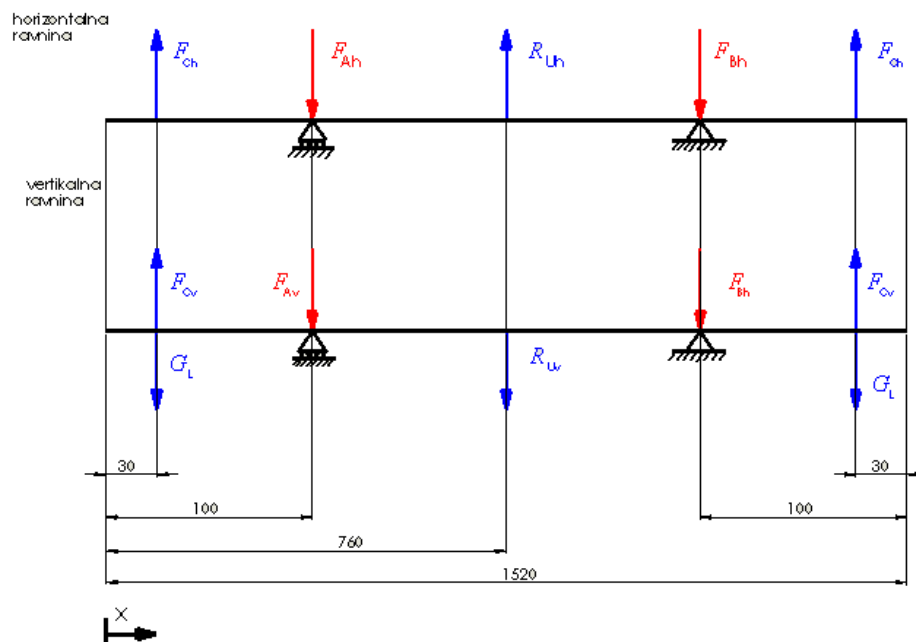 horizontalna
ravnina
F_Ch F_Ah R_Uh F_Bh F_Ch
vertikalna
ravnina
F_Cv F_Av F_Bh F_Cv
G_L R_Uv G_L
30 30
100 100
760
1520
X